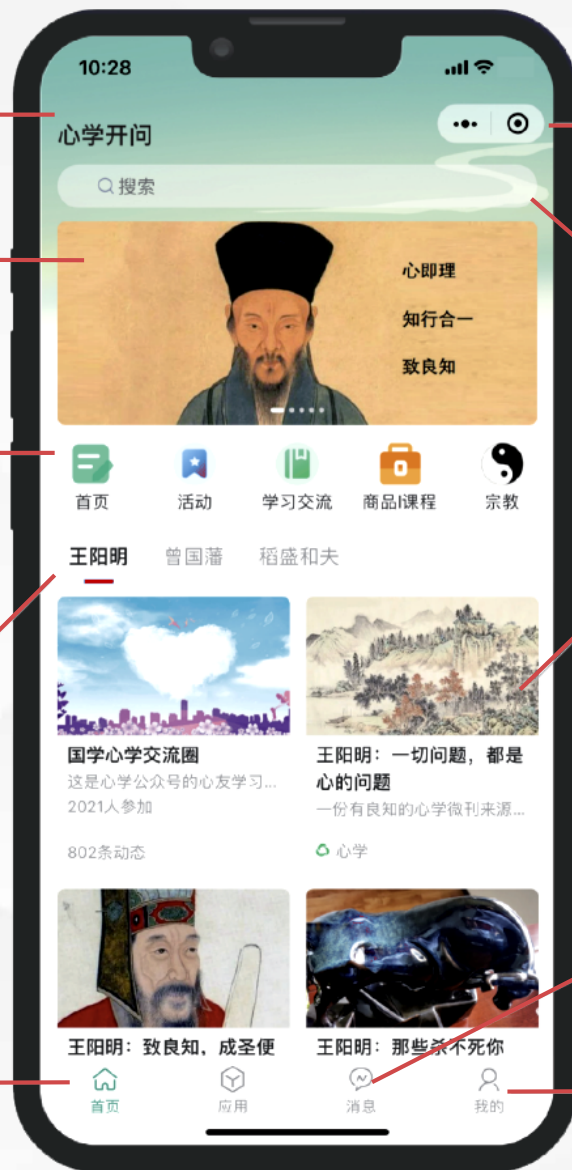 10:28
心学开问
搜索
心即理
知行合一
致良知
首页
活动
学习交流
商品|课程
宗教
王阳明
曾国藩
稻盛和夫
国学心学交流圈
这是心学公众号的心友学习...
2021人参加
802条动态
王阳明：一切问题，都是
心的问题
一份有良知的心学微刊来源...
心学
王阳明：致良知，成圣便
王阳明：那些杀不死你
首页
应用
消息
我的